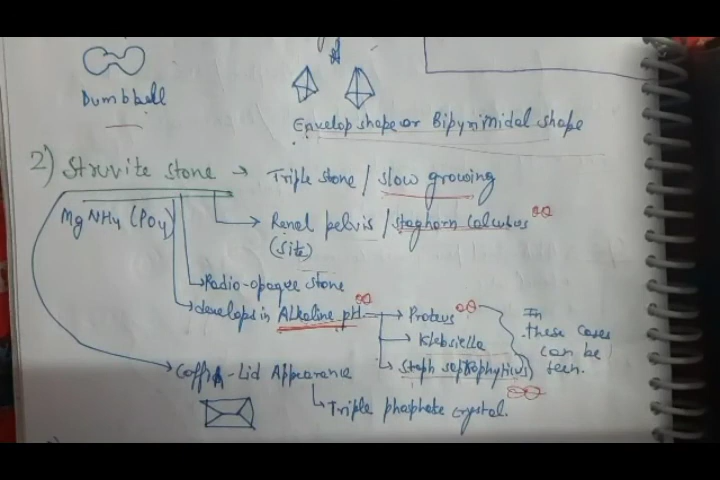 Dumbbell
Envelop shape or Bipyrimidal shape
2) Struvite stone → Triple stone / slow growing
MgNH4 (PO4)
→ Renal pelvis / staghorn calculus
(site)
→ Radio-opaque stone
→ develops in Alkaline pH → Proteus
→ Klebsiella
→ Staph saprophyticus
In
these cases
can be
seen.
→ Coffin-Lid Appearance
→ Triple phosphate crystal.